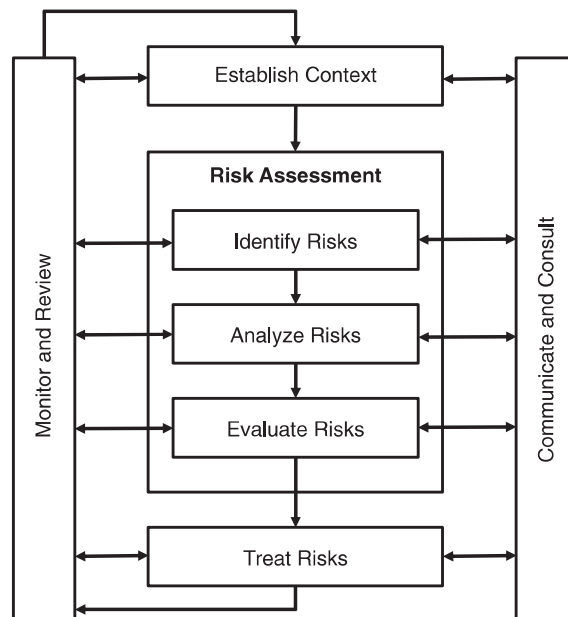 Establish Context
Risk Assessment
Identify Risks
Analyze Risks
Evaluate Risks
Treat Risks
Monitor and Review
Communicate and Consult